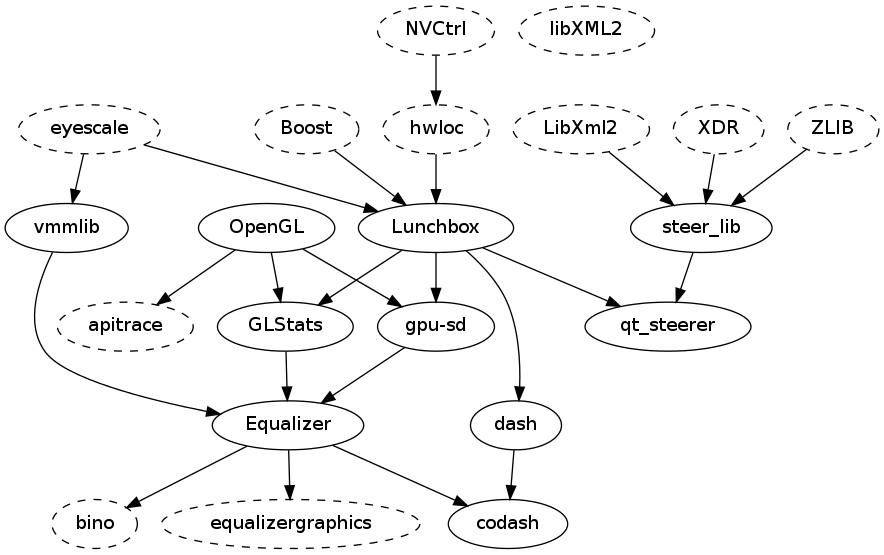 NVCtrl
libXML2
eyescale
Boost
hwloc
LibXml2
XDR
ZLIB
vmmlib
OpenGL
Lunchbox
steer_lib
apitrace
GLStats
gpu-sd
qt_steerer
Equalizer
dash
bino
equalizergraphics
codash